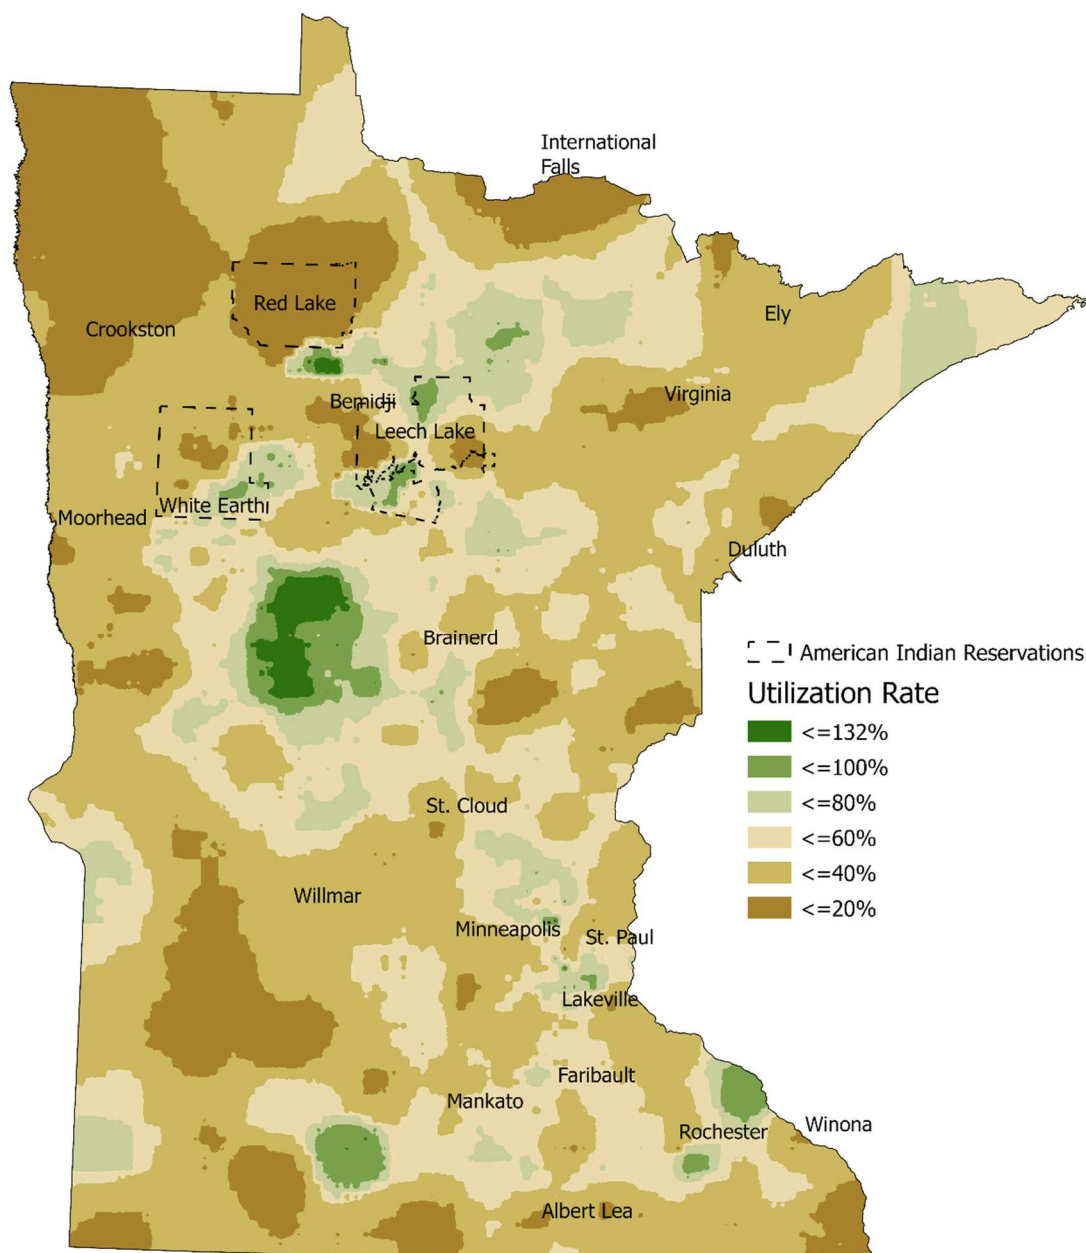 International
Falls
Red Lake
Ely
Crookston
Virginia
Bemidji
Leech Lake
White Earth
Moorhead
Duluth
Brainerd
American Indian Reservations
Utilization Rate
<=132%
<=100%
<=80%
<=60%
<=40%
<=20%
St. Cloud
Willmar
Minneapolis
St. Paul
Lakeville
Faribault
Mankato
Winona
Rochester
Albert Lea